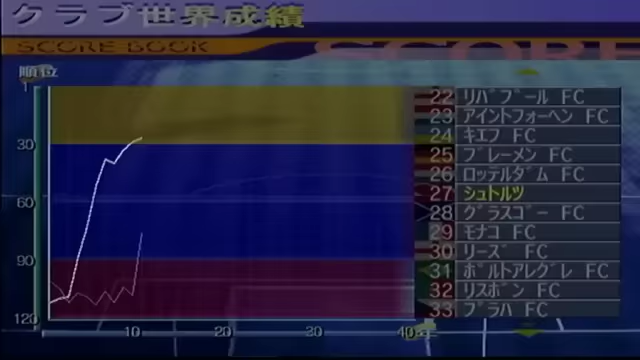 クラブ世界成績
SCORE BOOK
SCORE
順位
1
30
60
90
120
10
20
30
40
22 リバプール FC
23 アイントフォーヘン FC
24 キエフ FC
25 ブレーメン FC
26 ロッテルダム FC
27 シュトルツ
28 グラスゴー FC
29 モナコ FC
30 リーズ FC
31 ポルトアレグレ FC
32 リスボン FC
33 プラハ FC